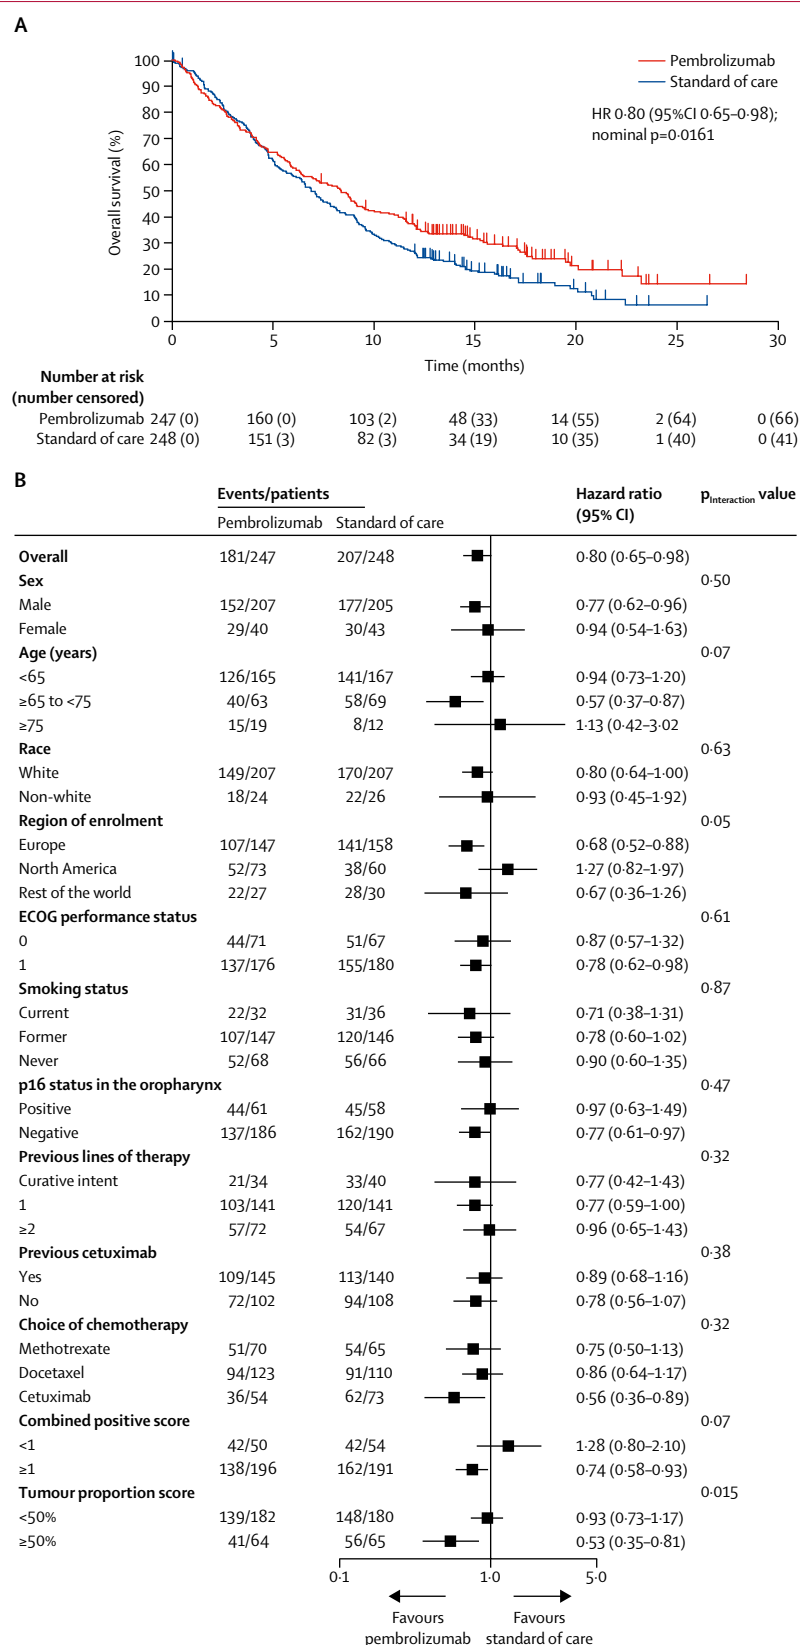 A
Pembrolizumab
Standard of care
HR 0·80 (95%CI 0·65–0·98);
nominal p=0·0161
Overall survival (%)
100
90
80
70
60
50
40
30
20
10
0
0 5 10 15 20 25 30
Time (months)
Number at risk
(number censored)
Pembrolizumab 247 (0) 160 (0) 103 (2) 48 (33) 14 (55) 2 (64) 0 (66)
Standard of care 248 (0) 151 (3) 82 (3) 34 (19) 10 (35) 1 (40) 0 (41)
B
Events/patients Hazard ratio (95% CI) pInteraction value
Pembrolizumab Standard of care
Overall 181/247 207/248 0·80 (0·65–0·98)
Sex 0·50
Male 152/207 177/205 0·77 (0·62–0·96)
Female 29/40 30/43 0·94 (0·54–1·63)
Age (years) 0·07
<65 126/165 141/167 0·94 (0·73–1·20)
≥65 to <75 40/63 58/69 0·57 (0·37–0·87)
≥75 15/19 8/12 1·13 (0·42–3·02
Race 0·63
White 149/207 170/207 0·80 (0·64–1·00)
Non-white 18/24 22/26 0·93 (0·45–1·92)
Region of enrolment 0·05
Europe 107/147 141/158 0·68 (0·52–0·88)
North America 52/73 38/60 1·27 (0·82–1·97)
Rest of the world 22/27 28/30 0·67 (0·36–1·26)
ECOG performance status 0·61
0 44/71 51/67 0·87 (0·57–1·32)
1 137/176 155/180 0·78 (0·62–0·98)
Smoking status 0·87
Current 22/32 31/36 0·71 (0·38–1·31)
Former 107/147 120/146 0·78 (0·60–1·02)
Never 52/68 56/66 0·90 (0·60–1·35)
p16 status in the oropharynx 0·47
Positive 44/61 45/58 0·97 (0·63–1·49)
Negative 137/186 162/190 0·77 (0·61–0·97)
Previous lines of therapy 0·32
Curative intent 21/34 33/40 0·77 (0·42–1·43)
1 103/141 120/141 0·77 (0·59–1·00)
≥2 57/72 54/67 0·96 (0·65–1·43)
Previous cetuximab 0·38
Yes 109/145 113/140 0·89 (0·68–1·16)
No 72/102 94/108 0·78 (0·56–1·07)
Choice of chemotherapy 0·32
Methotrexate 51/70 54/65 0·75 (0·50–1·13)
Docetaxel 94/123 91/110 0·86 (0·64–1·17)
Cetuximab 36/54 62/73 0·56 (0·36–0·89)
Combined positive score 0·07
<1 42/50 42/54 1·28 (0·80–2·10)
≥1 138/196 162/191 0·74 (0·58–0·93)
Tumour proportion score 0·015
<50% 139/182 148/180 0·93 (0·73–1·17)
≥50% 41/64 56/65 0·53 (0·35–0·81)
0·1 1·0 5·0
Favours pembrolizumab
Favours standard of care